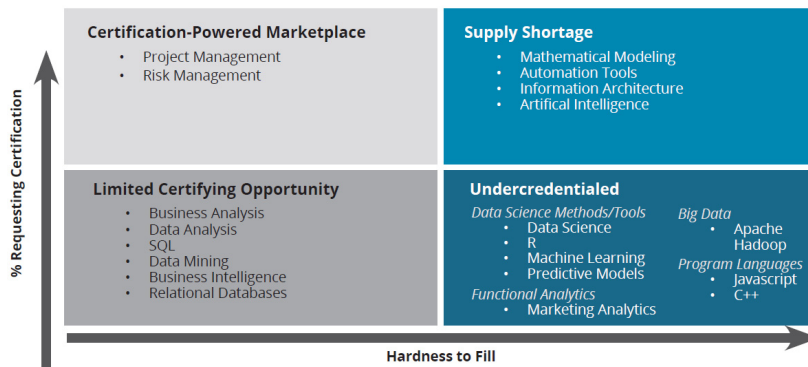 % Requesting Certification
Certification-Powered Marketplace
• Project Management
• Risk Management
Supply Shortage
• Mathematical Modeling
• Automation Tools
• Information Architecture
• Artifical Intelligence
Limited Certifying Opportunity
• Business Analysis
• Data Analysis
• SQL
• Data Mining
• Business Intelligence
• Relational Databases
Undercredentialed
Data Science Methods/Tools
• Data Science
• R
• Machine Learning
• Predictive Models
Functional Analytics
• Marketing Analytics
Big Data
• Apache
Hadoop
Program Languages
• Javascript
• C++
Hardness to Fill